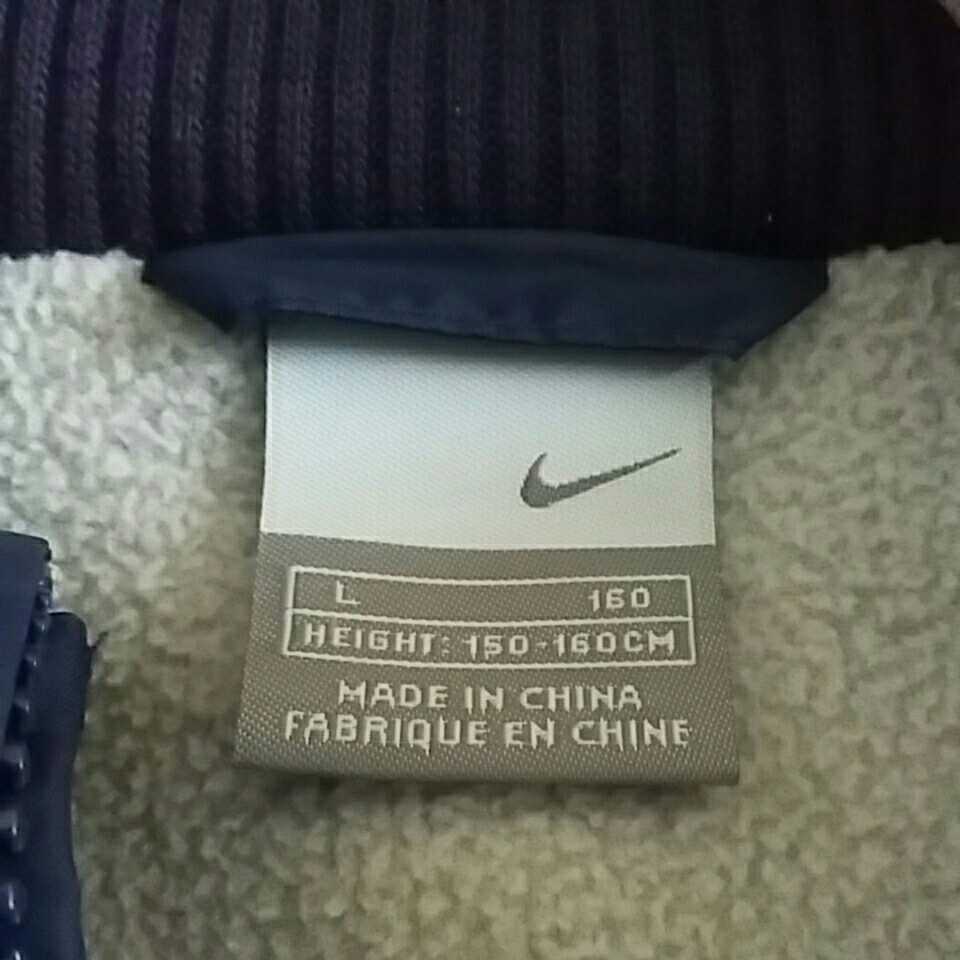 L 160
HEIGHT: 150-160CM
MADE IN CHINA
FABRIQUE EN CHINE